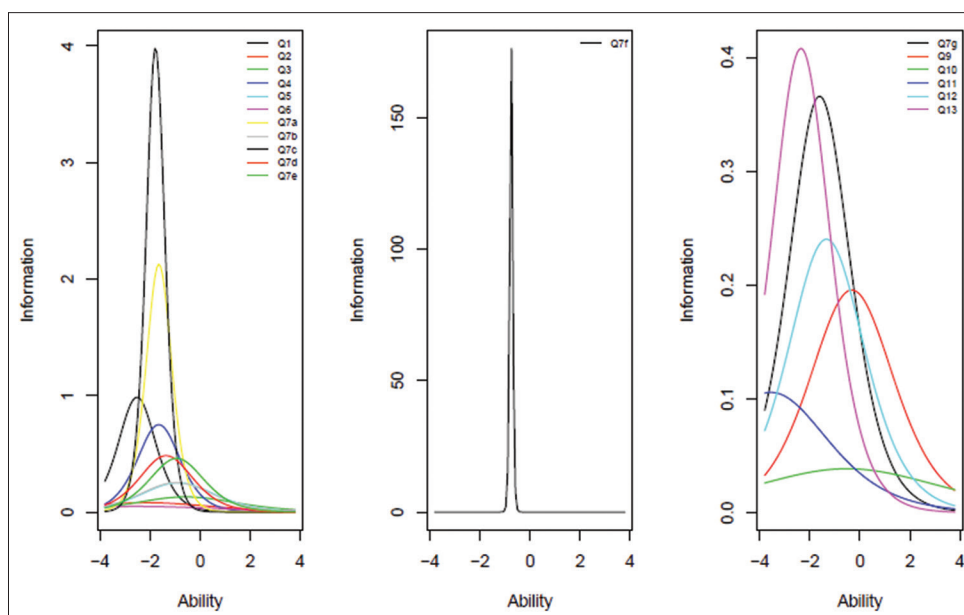 4
3
2
1
0
Information
Q1
Q2
Q3
Q4
Q5
Q6
Q7a
Q7b
Q7c
Q7d
Q7e
−4 −2 0 2 4
Ability
150
100
50
0
Information
Q7f
−4 −2 0 2 4
Ability
0.4
0.3
0.2
0.1
0.0
Information
Q7g
Q9
Q10
Q11
Q12
Q13
−4 −2 0 2 4
Ability